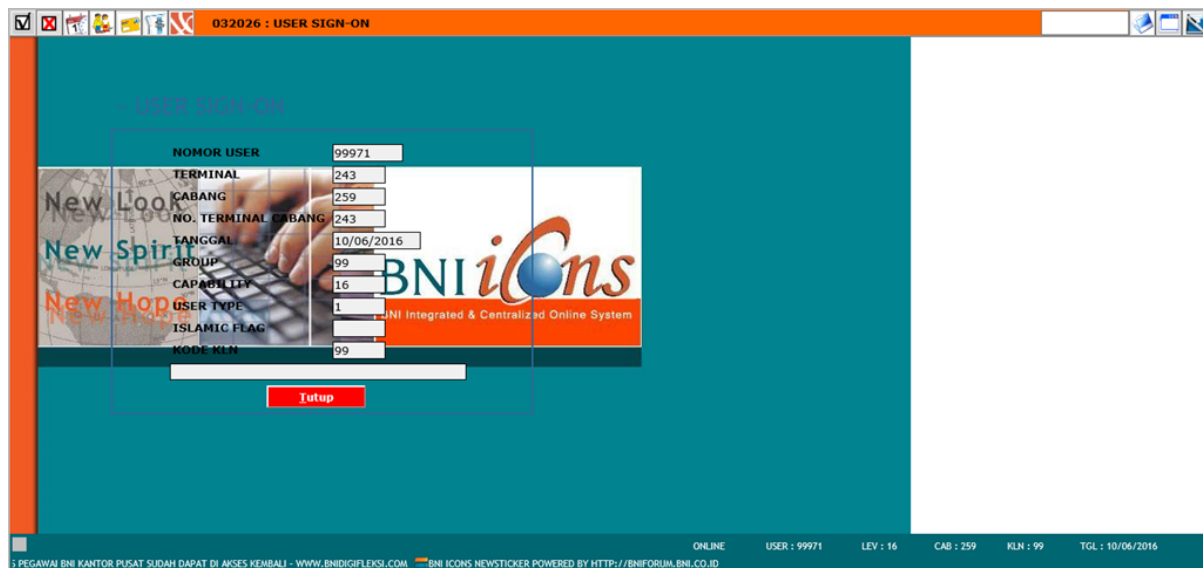 032026 : USER SIGN-ON
- USER SIGN-ON
NOMOR USER 99971
TERMINAL 243
CABANG 259
NO. TERMINAL CABANG 243
TANGGAL 10/06/2016
GROUP 99
CAPABILITY 16
USER TYPE 1
ISLAMIC FLAG
KODE KLN 99
Tutup
New Look
New Spirit
New Hope
BNI icons
BNI Integrated & Centralized Online System
ONLINE USER : 99971 LEV : 16 CAB : 259 KLN : 99 TGL : 10/06/2016
PEGAWAI BNI KANTOR PUSAT SUDAH DAPAT DI AKSES KEMBALI - WWW.BNIDIGIFLEKSI.COM BNI ICONS NEWSTICKER POWERED BY HTTP://BNIFORUM.BNI.CO.ID